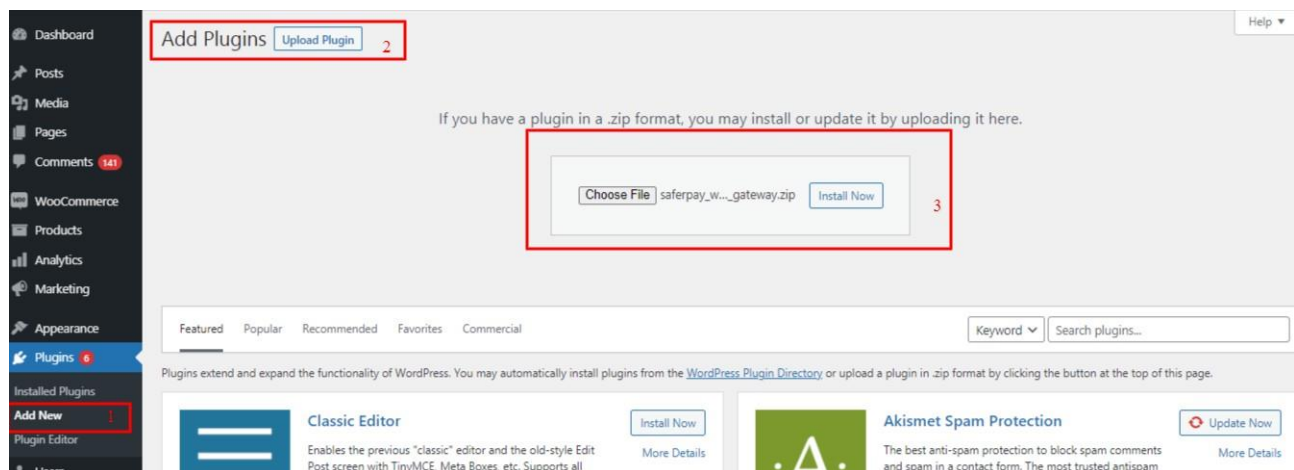 Dashboard
Posts
Media
Pages
Comments 141
WooCommerce
Products
Analytics
Marketing
Appearance
Plugins 6
Installed Plugins
Add New 1
Plugin Editor
Users
Add Plugins Upload Plugin 2
Help ▼
If you have a plugin in a .zip format, you may install or update it by uploading it here.
Choose File saferpay_w..._gateway.zip Install Now 3
Featured Popular Recommended Favorites Commercial Keyword Search plugins...
Plugins extend and expand the functionality of WordPress. You may automatically install plugins from the WordPress Plugin Directory or upload a plugin in .zip format by clicking the button at the top of this page.
Classic Editor Install Now
Enables the previous "classic" editor and the old-style Edit More Details
Post screen with TinyMCE, Meta Boxes, etc. Supports all
.A.
Akismet Spam Protection Update Now
The best anti-spam protection to block spam comments More Details
and spam in a contact form. The most trusted antispam